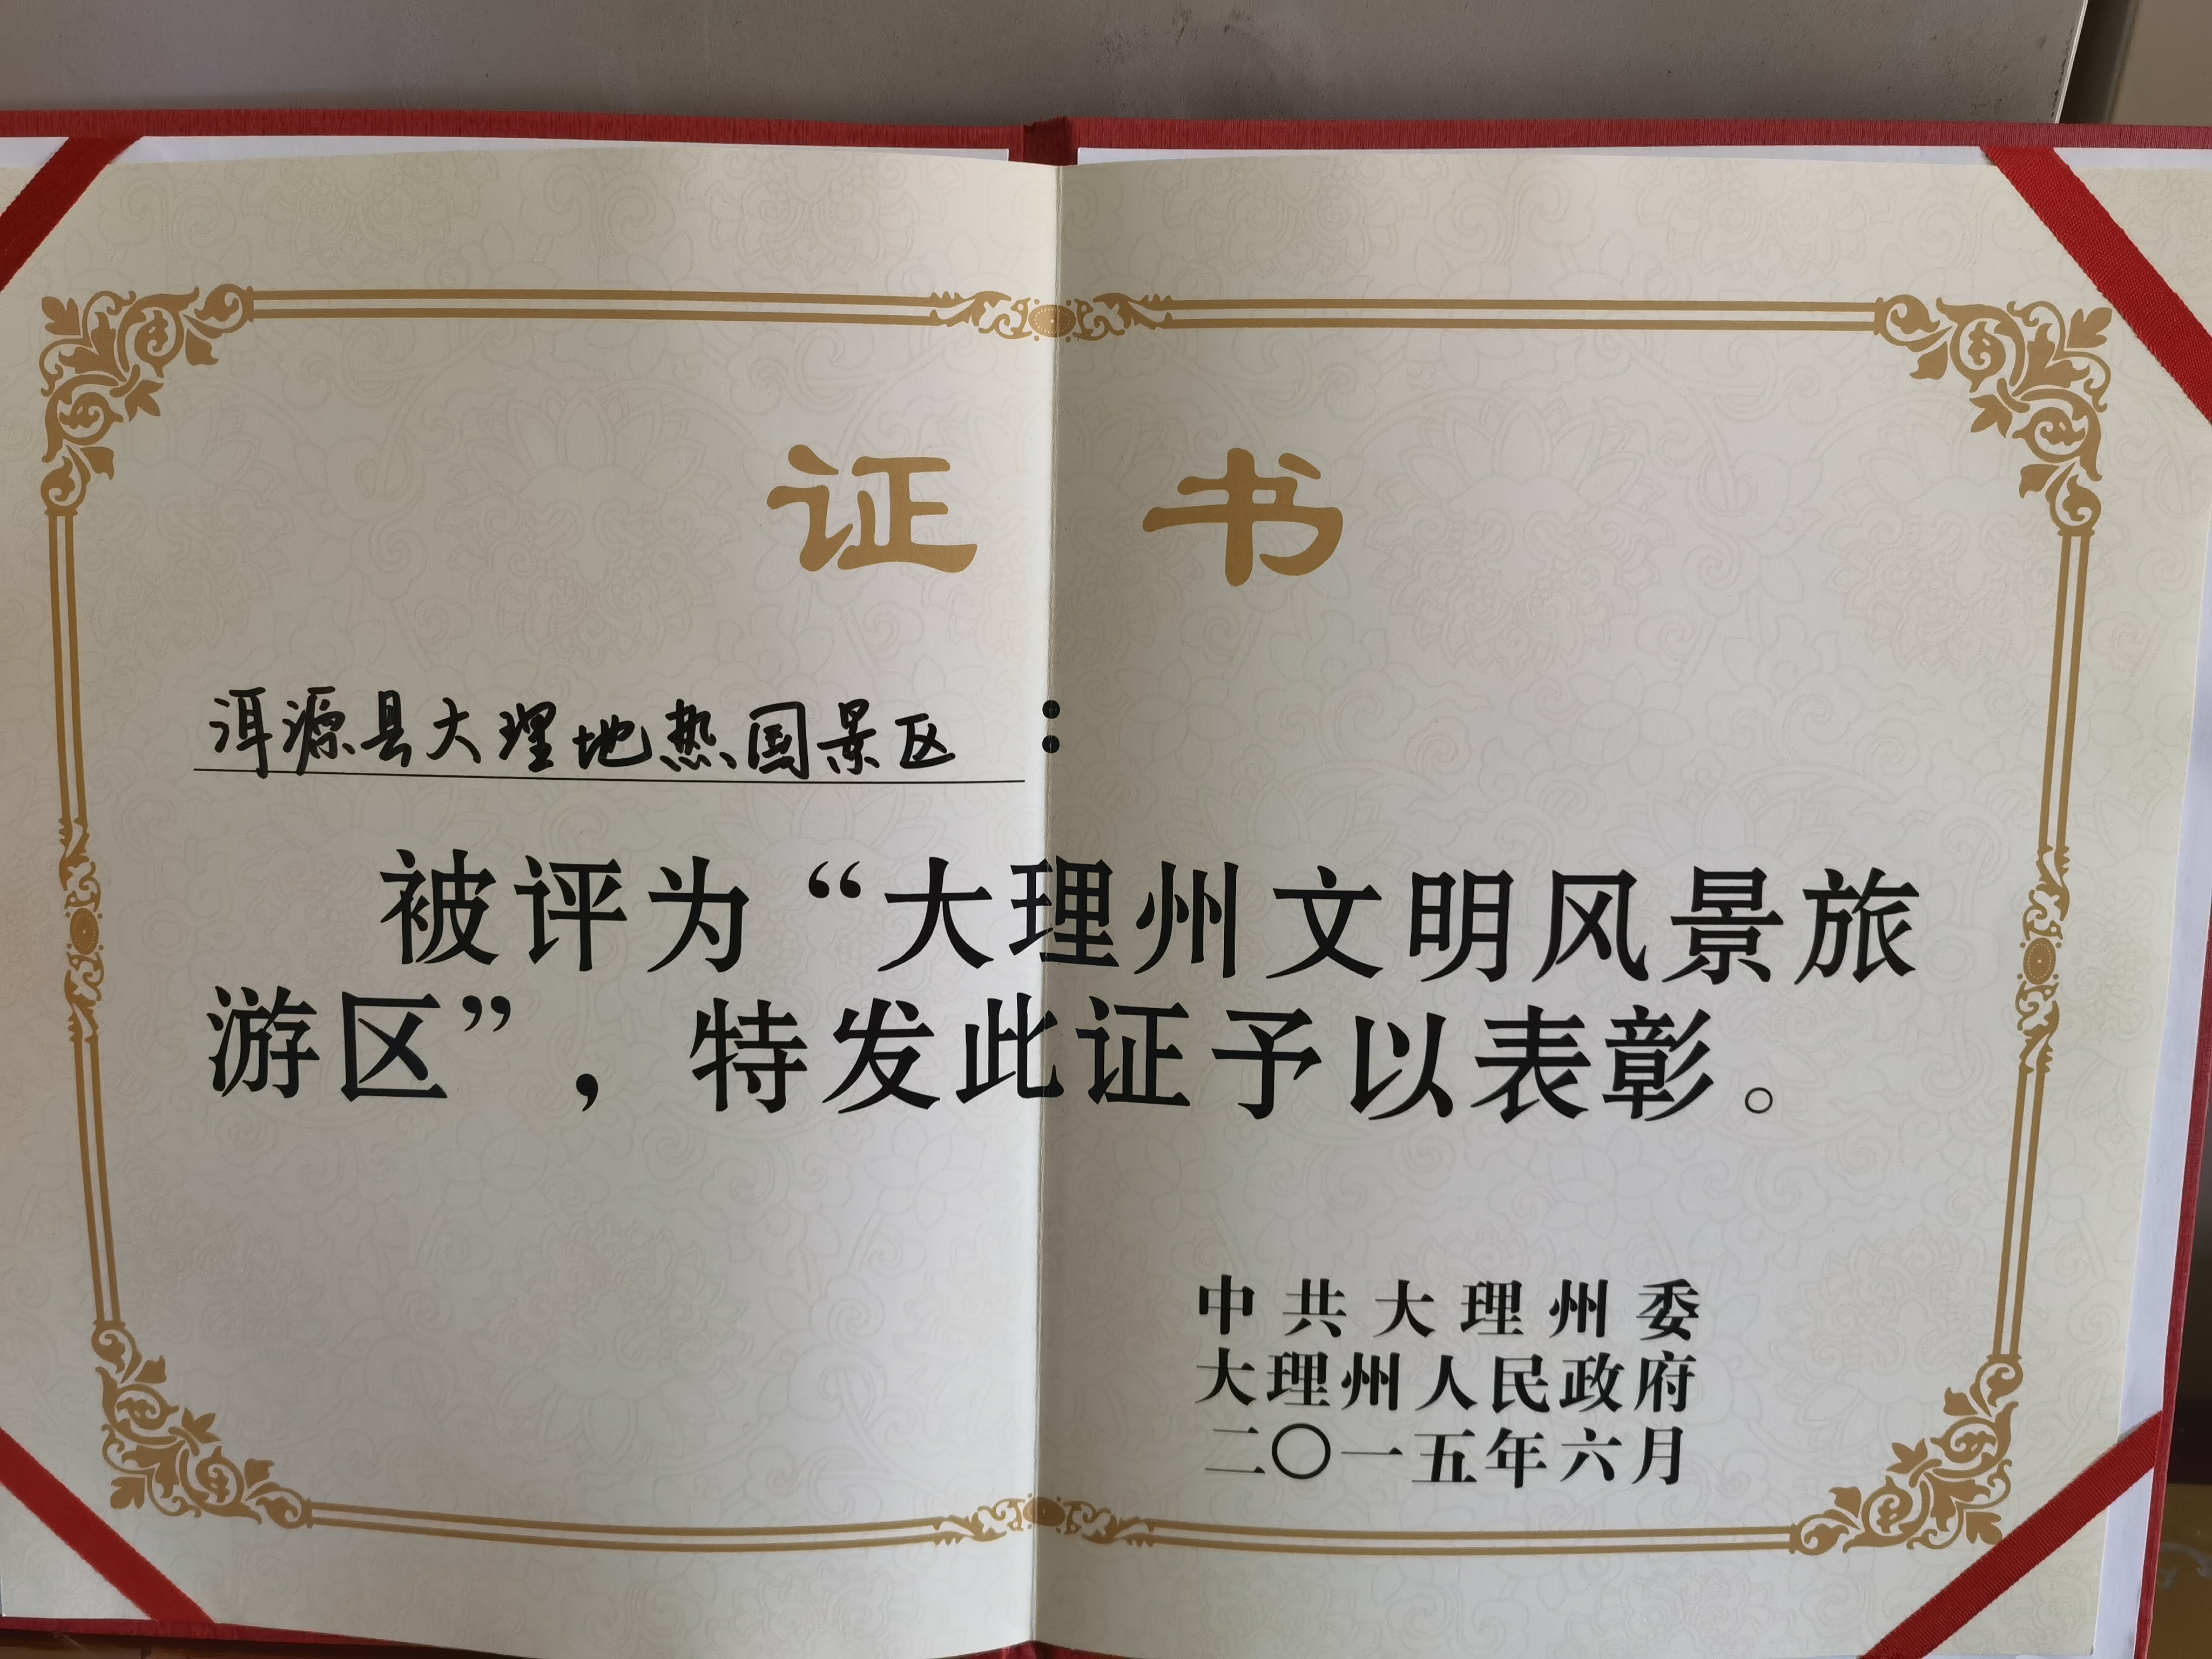 证书
洱源县大理地热国景区：
被评为“大理州文明风景旅
游区”，特发此证予以表彰。
中共大理州委
大理州人民政府
二〇一五年六月